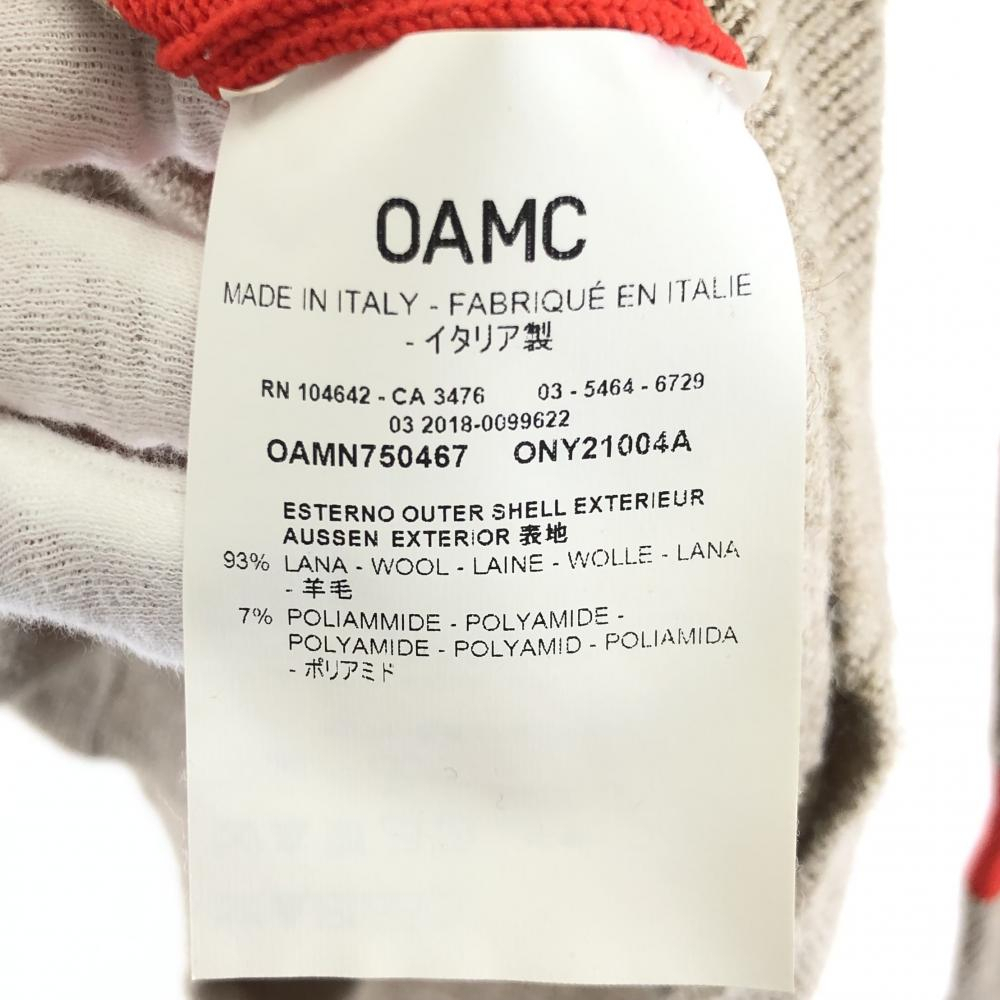 OAMC
MADE IN ITALY - FABRIQUÉ EN ITALIE
- イタリア製
RN 104642 - CA 3476 03 - 5464 - 6729
03 2018-0099622
OAMN750467 ONY21004A
ESTERNO OUTER SHELL EXTERIEUR
AUSSEN EXTERIOR 表地
93% LANA - WOOL - LAINE - WOLLE - LANA
- 羊毛
7% POLIAMMIDE - POLYAMIDE -
POLYAMIDE - POLYAMID - POLIAMIDA
- ポリアミド